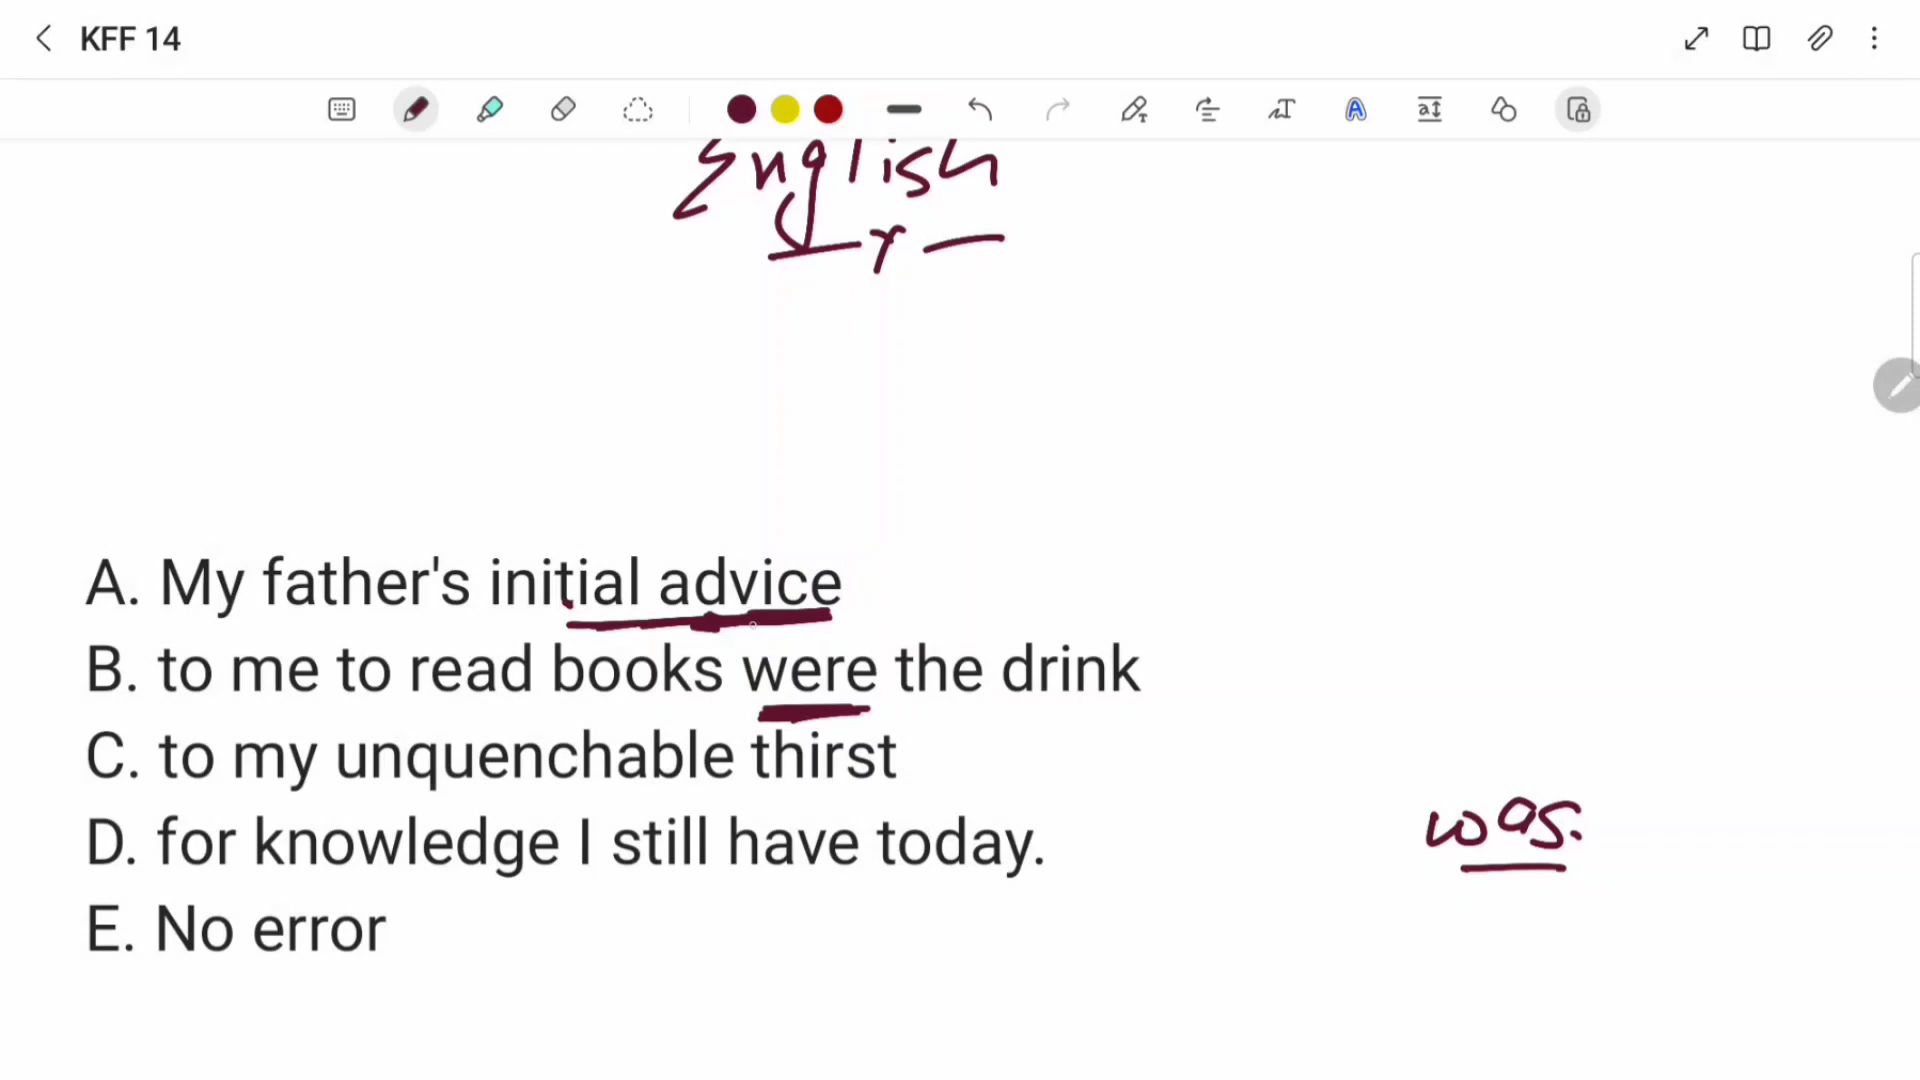 KFF 14
English
A. My father's initial advice
B. to me to read books were the drink
C. to my unquenchable thirst
D. for knowledge I still have today.
was.
E. No error